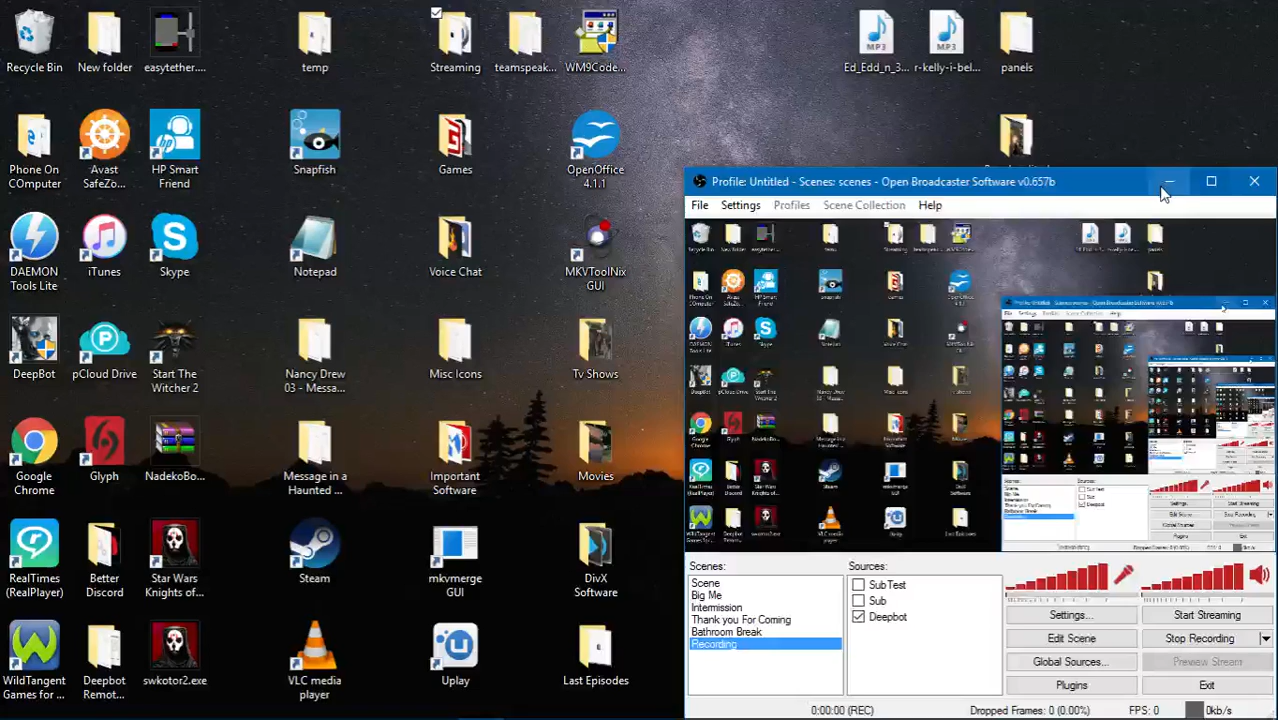 Recycle Bin
New folder
easytether....
temp
Streaming
teamspeak...
WM9Code...
Ed_Edd_n_3...
r-kelly-i-bel...
panels
Phone On
COmputer
Avast
SafeZo...
HP Smart
Friend
Snapfish
Games
OpenOffice
4.1.1
Profile: Untitled - Scenes: scenes - Open Broadcaster Software v0.657b
File Settings Profiles Scene Collection Help
DAEMON
Tools Lite
iTunes
Skype
Notepad
Voice Chat
MKVToolNix
GUI
DeepBot
pCloud Drive
Start The
Witcher 2
Nancy Drew
03 - Messa...
Misc Icons
Tv Shows
Google
Chrome
Glyph
NadekoBo...
Message in a
Haunted ...
Important
Software
Movies
RealTimes
(RealPlayer)
Better
Discord
Star Wars
Knights of...
Steam
mkvmerge
GUI
DivX
Software
WildTangent
Games for ...
Deepbot
Remot...
swkotor2.exe
VLC media
player
Uplay
Last Episodes
Scenes:
Scene
Big Me
Intermission
Thank you For Coming
Bathroom Break
Recording
Sources:
Sub Test
Sub
Deepbot
Settings...
Start Streaming
Edit Scene
Stop Recording
Global Sources...
Preview Stream
Plugins
Exit
0:00:00 (REC)
Dropped Frames: 0 (0.00%)
FPS: 0
0kb/s